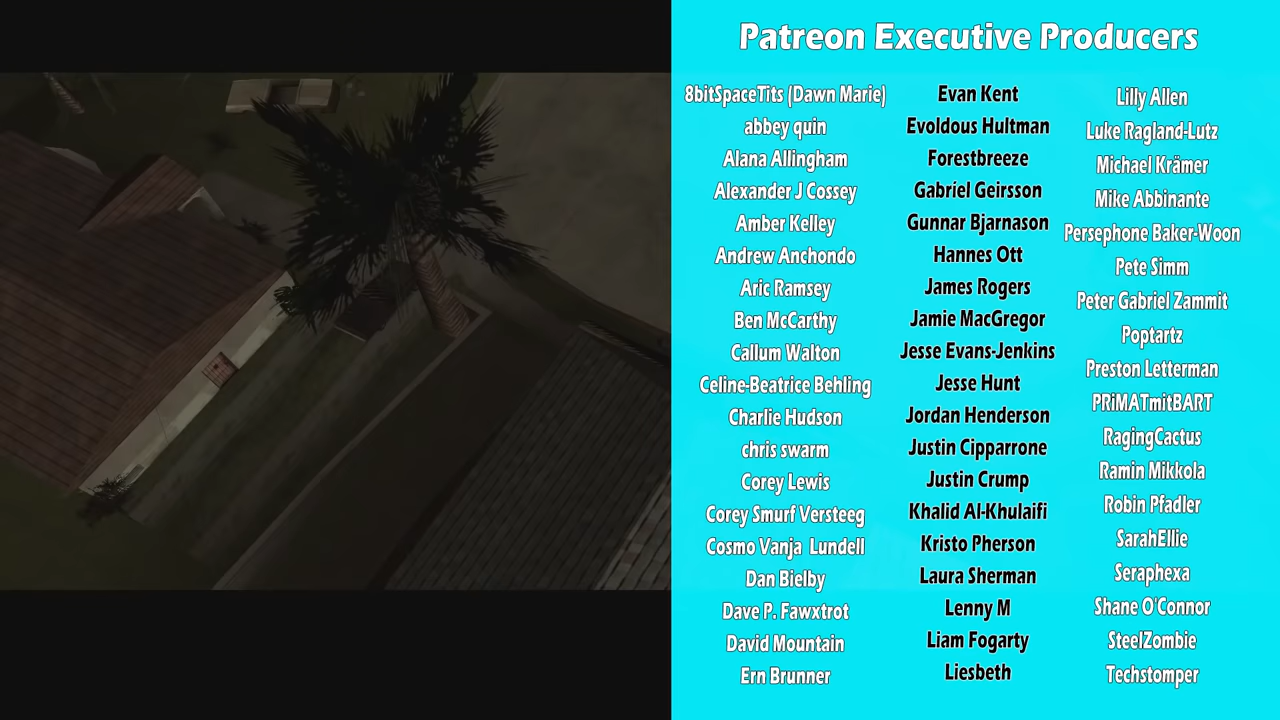 Patreon Executive Producers
8bitSpaceTits (Dawn Marie)
abbey quin
Alana Allingham
Alexander J Cossey
Amber Kelley
Andrew Anchondo
Aric Ramsey
Ben McCarthy
Callum Walton
Celine-Beatrice Behling
Charlie Hudson
chris swarm
Corey Lewis
Corey Smurf Versteeg
Cosmo Vanja Lundell
Dan Bielby
Dave P. Fawxtrot
David Mountain
Ern Brunner
Evan Kent
Evoldous Hultman
Forestbreeze
Gabríel Geirsson
Gunnar Bjarnason
Hannes Ott
James Rogers
Jamie MacGregor
Jesse Evans-Jenkins
Jesse Hunt
Jordan Henderson
Justin Cipparrone
Justin Crump
Khalid Al-Khulaifi
Kristo Pherson
Laura Sherman
Lenny M
Liam Fogarty
Liesbeth
Lilly Allen
Luke Ragland-Lutz
Michael Krämer
Mike Abbinante
Persephone Baker-Woon
Pete Simm
Peter Gabriel Zammit
Poptartz
Preston Letterman
PRiMATmitBART
RagingCactus
Ramin Mikkola
Robin Pfadler
SarahEllie
Seraphexa
Shane O'Connor
SteelZombie
Techstomper